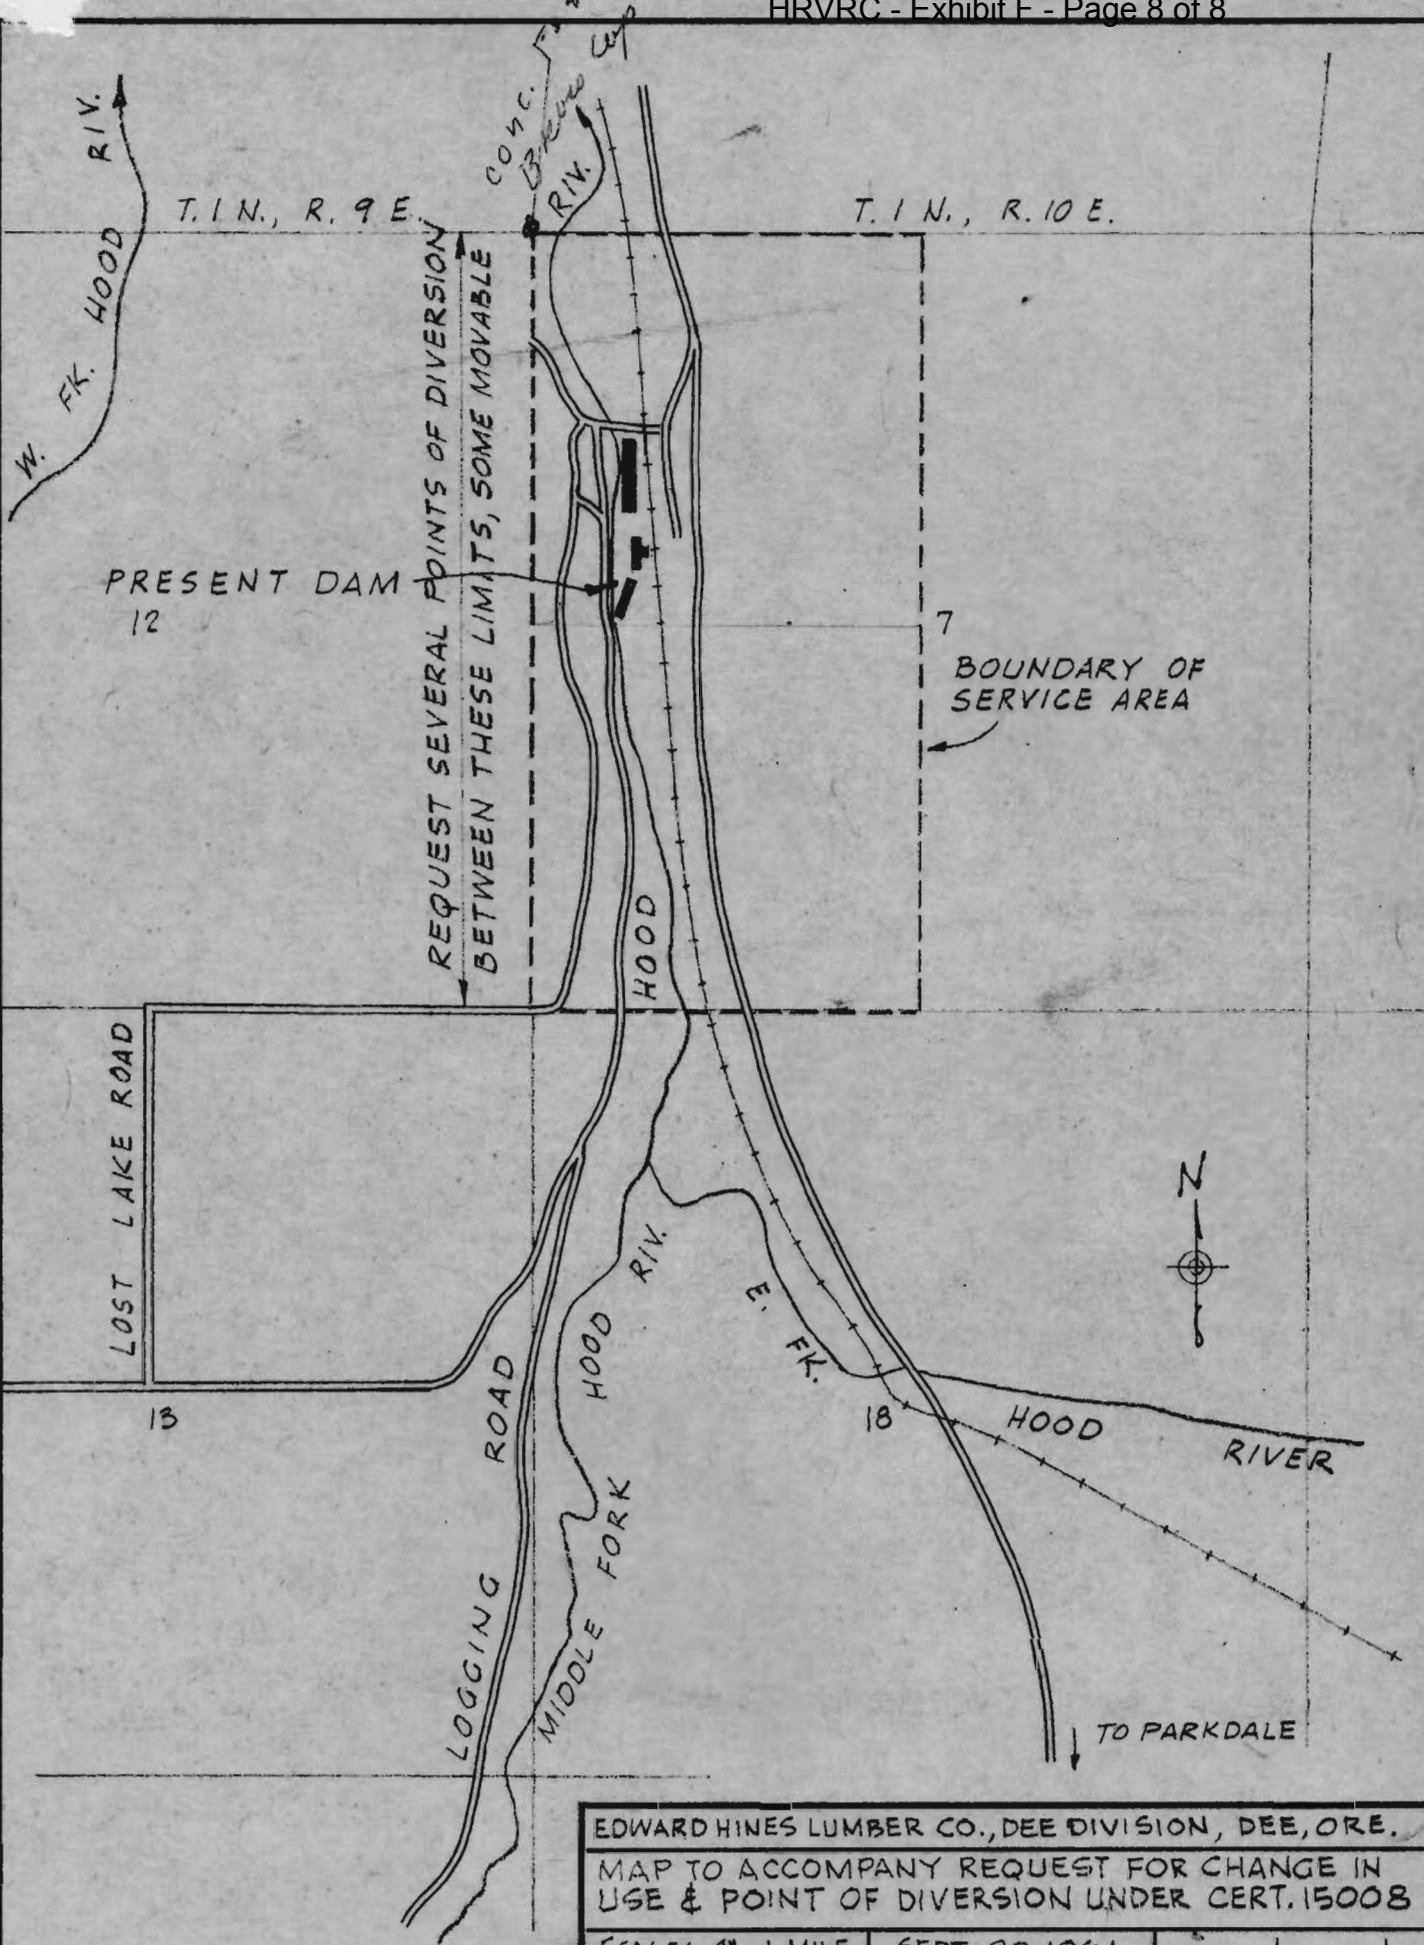 HRVRC - Exhibit F - Page 8 of 8
CONC.
RIV.
W. FK. HOOD RIV.
T. 1 N., R. 9 E.
T. 1 N., R. 10 E.
REQUEST SEVERAL POINTS OF DIVERSION
BETWEEN THESE LIMITS, SOME MOVABLE
PRESENT DAM
12
7
BOUNDARY OF
SERVICE AREA
HOOD
LOST LAKE ROAD
N
HOOD RIV.
E. FK.
13
18
HOOD
RIVER
LOGGING ROAD
MIDDLE FORK
TO PARKDALE
EDWARD HINES LUMBER CO., DEE DIVISION, DEE, ORE.
MAP TO ACCOMPANY REQUEST FOR CHANGE IN
USE & POINT OF DIVERSION UNDER CERT. 15008